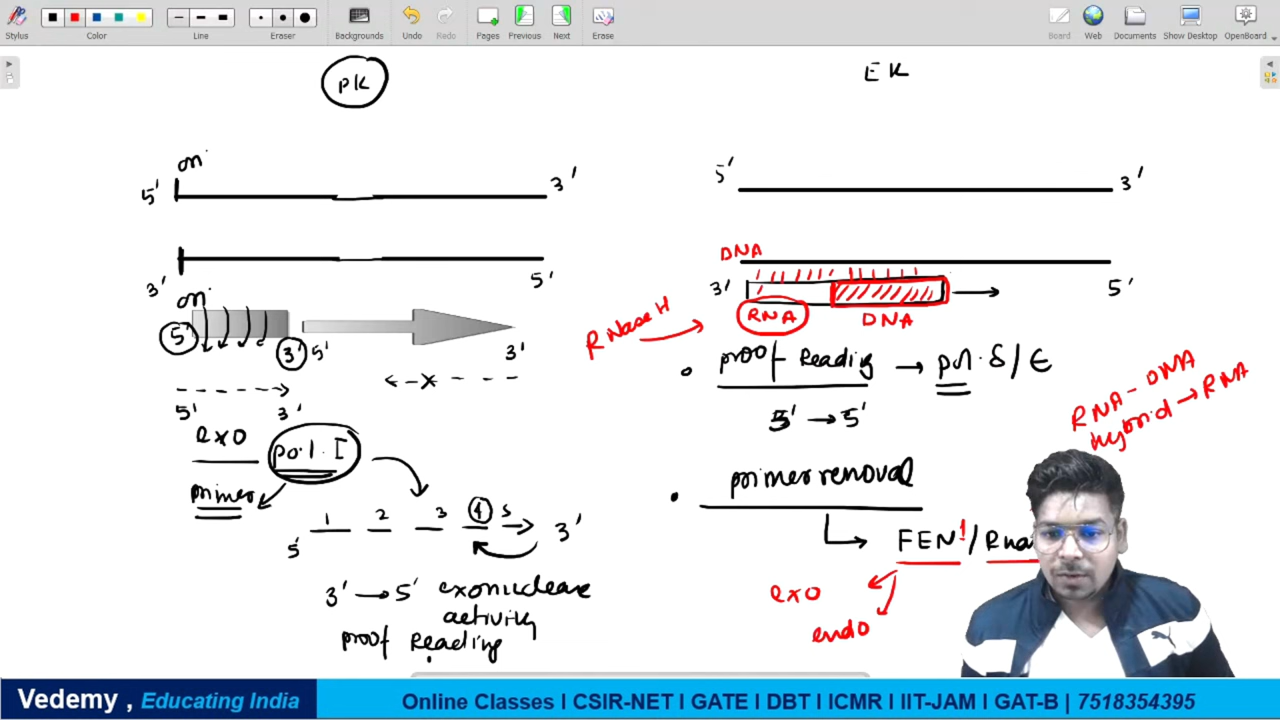 Stylus
Color
Line
Eraser
Backgrounds
Undo
Redo
Pages
Previous
Next
Erase
Board
Web
Documents
Show Desktop
OpenBoard
PK
EK
ori
5'
3'
3'
5'
ori
5'
3'
5'
3'
5'
3'
exo
pol. I
primer
1 2 3 4 5
5'
3'
3' → 5' exonuclease
activity
proof Reading
5'
3'
DNA
3'
5'
RNA
DNA
RNase H
• proof Reading → pol. δ/ε
3' → 5'
RNA - DNA
hybrid → RNA
• primer removal
FEN1/Rna
exo
endo
Vedemy , Educating India
Online Classes I CSIR-NET I GATE I DBT I ICMR I IIT-JAM I GAT-B | 7518354395